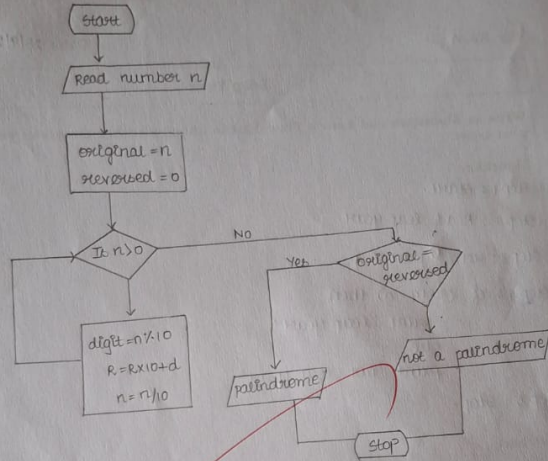 Start
Read number n
original = n
reversed = 0
Is n>0
No
digit = n%10
R = R×10+d
n = n/10
original =
reversed
Yes
palindrome
not a palindrome
Stop